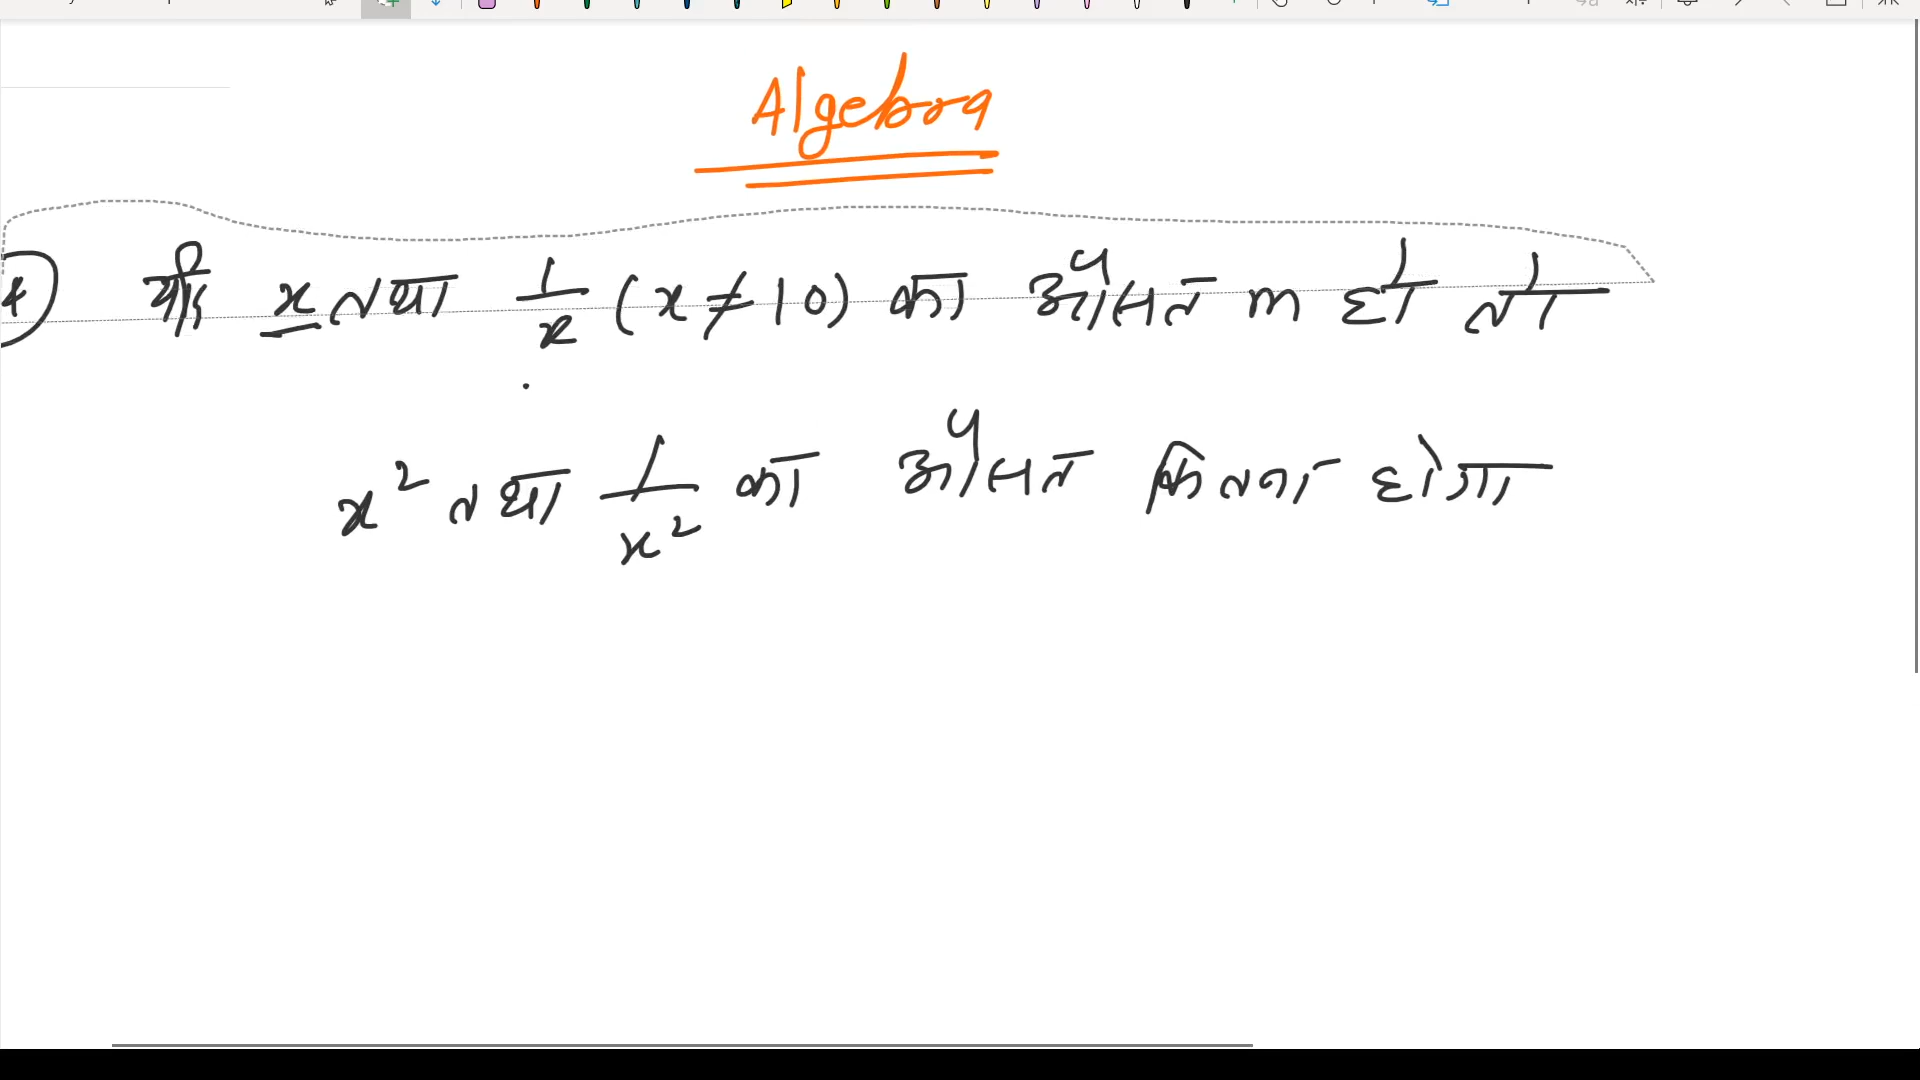 Algebra
4 यदि x तथा 1/x (x ≠ 10) का औसत m हो तो
x² तथा 1/x² का औसत कितना होगा